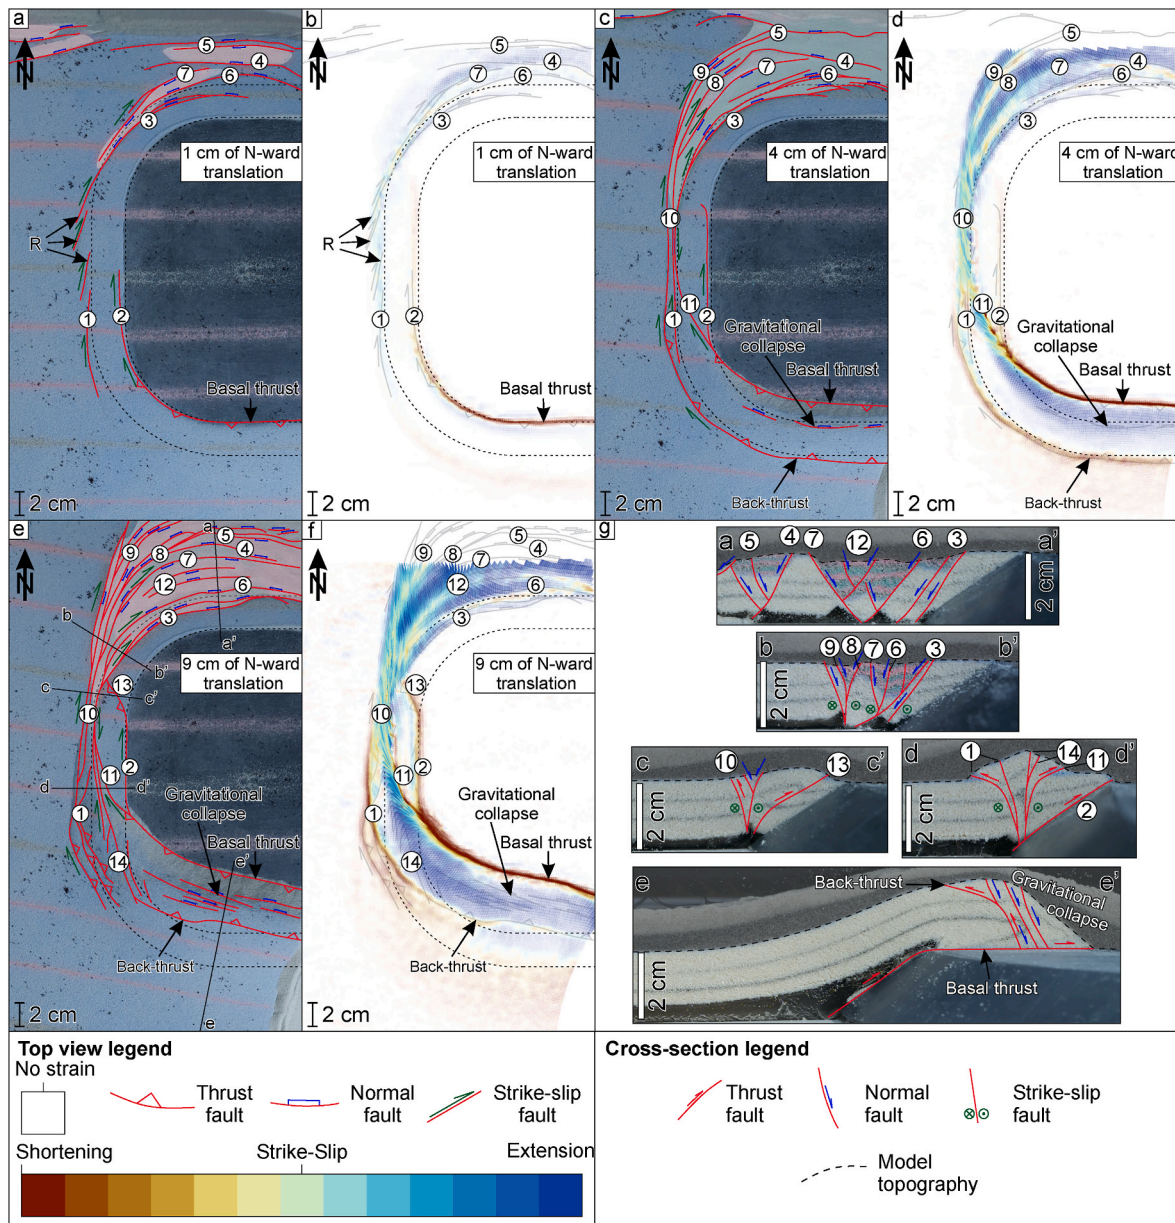 a
N
5
4
7
6
3
1 cm of N-ward
translation
R
1
2
Basal thrust
2 cm
b
5
7
4
6
3
1 cm of N-ward
translation
R
1
2
Basal thrust
2 cm
c
N
5
9
7
4
8
6
3
4 cm of N-ward
translation
10
11
1
2
Gravitational
collapse
Basal thrust
Back-thrust
2 cm
d
N
5
9
7
4
8
6
3
4 cm of N-ward
translation
10
11
1
2
Gravitational
collapse
Basal thrust
Back-thrust
2 cm
e
N
a
5
9
8
4
7
12
6
3
b
a'
b'
c
c'
13
9 cm of N-ward
translation
10
11
2
d
d'
1
Gravitational
collapse
14
Basal thrust
e'
Back-thrust
2 cm
e
f
N
5
9
8
7
4
12
6
3
9 cm of N-ward
translation
13
10
11
2
1
Gravitational
collapse
14
Basal thrust
Back-thrust
2 cm
g
a
5
4
7
12
6
3
a'
2 cm
b
9
8
7
6
3
b'
2 cm
c
10
13
c'
2 cm
d
1
14
11
d'
2
2 cm
e
Back-thrust
Gravitational
collapse
e'
Basal thrust
2 cm
Top view legend
No strain
Thrust
fault
Normal
fault
Strike-slip
fault
Shortening
Strike-Slip
Extension
Cross-section legend
Thrust
fault
Normal
fault
Strike-slip
fault
Model
topography